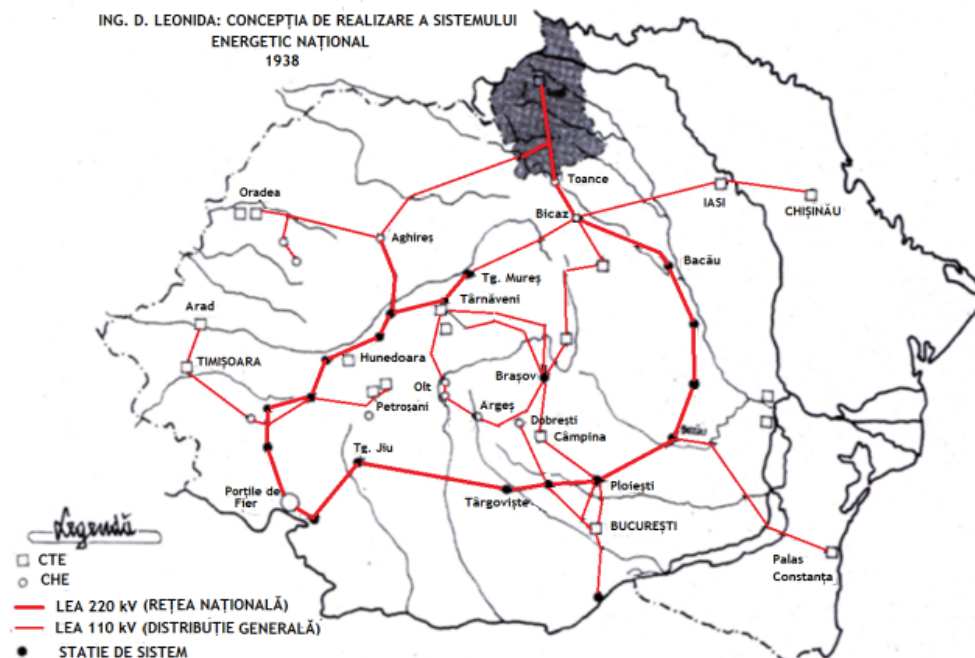 ING. D. LEONIDA: CONCEPȚIA DE REALIZARE A SISTEMULUI
ENERGETIC NAȚIONAL
1938
Toance
Oradea
IASI
CHIȘINĂU
Bicaz
Aghireș
Bacău
Tg. Mureș
Târnăveni
Arad
TIMIȘOARA
Hunedoara
Brașov
Olt
Petroșani
Argeș
Dobrești
Câmpina
Tg. Jiu
Ploiești
Porțile de
Fier
Târgoviște
BUCUREȘTI
Palas
Constanța
Legendă
CTE
CHE
LEA 220 kV (REȚEA NAȚIONALĂ)
LEA 110 kV (DISTRIBUȚIE GENERALĂ)
STATIE DE SISTEM